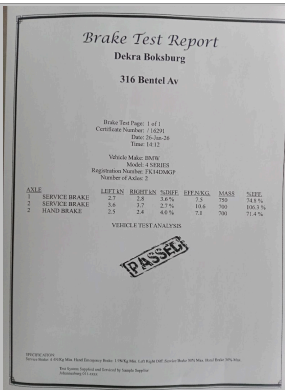 Brake Test Report
Dekra Boksburg
316 Bentel Av
Brake Test Page: 1 of 1
Certificate Number: / 16291
Date: 26-Jan-26
Time: 14:12
Vehicle Make: BMW
Model: 4 SERIES
Registration Number: FK14DMGP
Number of Axles: 2
AXLE LEFT kN RIGHT kN %DIFF. EFF.N/KG. MASS %EFF.
1 SERVICE BRAKE 2.7 2.8 3.6 % 7.5 750 74.8 %
2 SERVICE BRAKE 3.6 3.7 2.7 % 10.6 700 106.3 %
2 HAND BRAKE 2.5 2.4 4.0 % 7.1 700 71.4 %
VEHICLE TEST ANALYSIS
PASSED